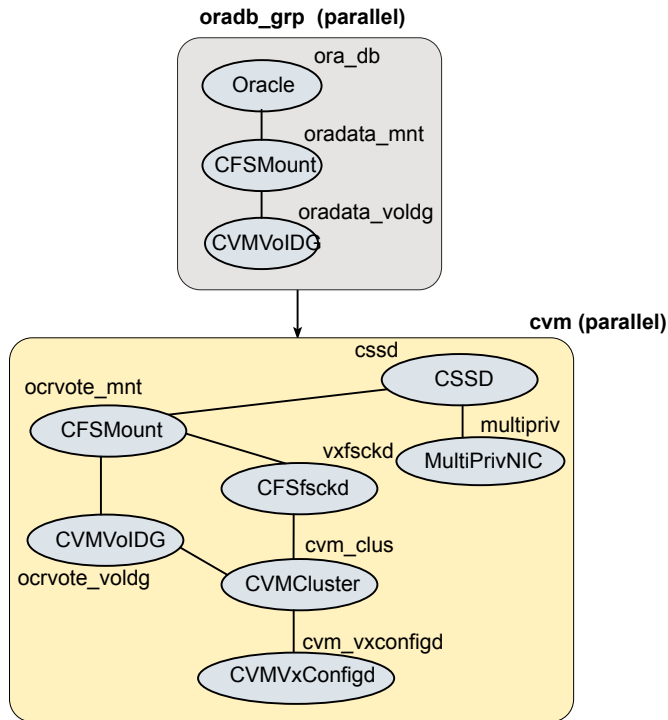 oradb_grp (parallel)
ora_db
Oracle
oradata_mnt
CFSMount
oradata_voldg
CVMVolDG
cvm (parallel)
cssd
CSSD
ocrvote_mnt
CFSMount
multipriv
MultiPrivNIC
vxfsckd
CFSfsckd
CVMVolDG
ocrvote_voldg
cvm_clus
CVMCluster
cvm_vxconfigd
CVMVxConfigd